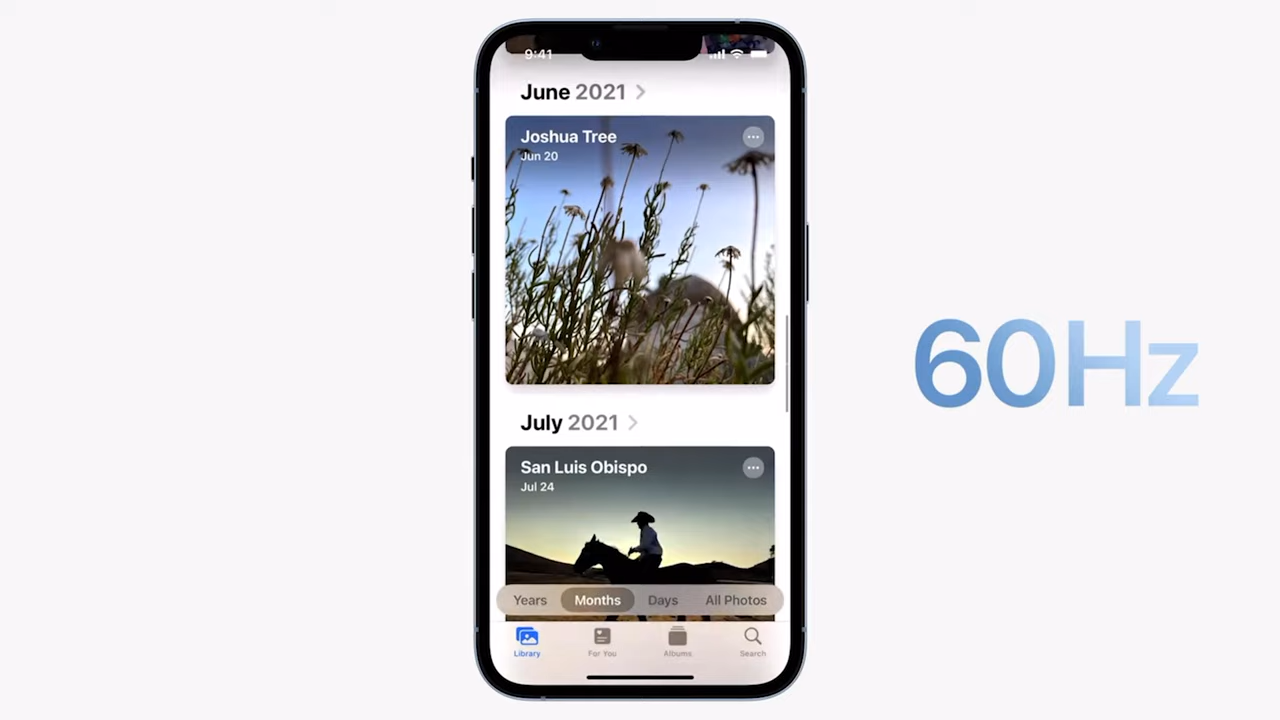 9:41
June 2021
Joshua Tree
Jun 20
60Hz
July 2021
San Luis Obispo
Jul 24
Years Months Days All Photos
Library For You Albums Search